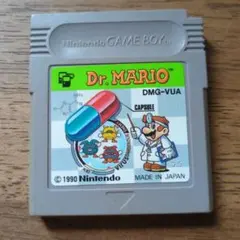 Nintendo GAME BOY
Dr. MARIO
DMG-VUA
CAPSULE
© 1990 Nintendo
MADE IN JAPAN